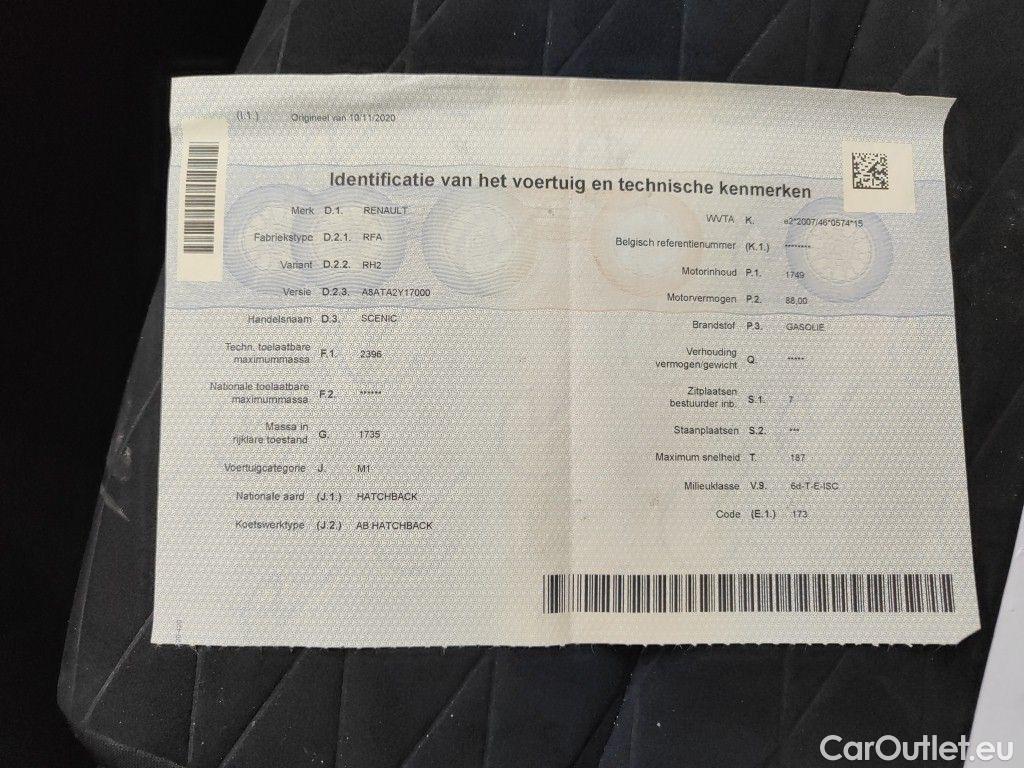 (I.1.) Origineel van 10/11/2020
Identificatie van het voertuig en technische kenmerken
Merk D.1. RENAULT
Fabriekstype D.2.1. RFA
Variant D.2.2. RH2
Versie D.2.3. A8ATA2Y17000
Handelsnaam D.3. SCENIC
Techn. toelaatbare
maximummassa F.1. 2396
Nationale toelaatbare
maximummassa F.2. ******
Massa in
rijklare toestand G. 1735
Voertuigcategorie J. M1
Nationale aard (J.1.) HATCHBACK
Koetswerktype (J.2.) AB HATCHBACK
WVTA K. e2*2007/46*0574*15
Belgisch referentienummer (K.1.) ********
Motorinhoud P.1. 1749
Motorvermogen P.2. 88,00
Brandstof P.3. GASOLIE
Verhouding
vermogen/gewicht Q. *****
Zitplaatsen
bestuurder inb. S.1. 7
Staanplaatsen S.2. ***
Maximum snelheid T. 187
Milieuklasse V.9. 6d-T-E-ISC
Code (E.1.) 173
CarOutlet.eu